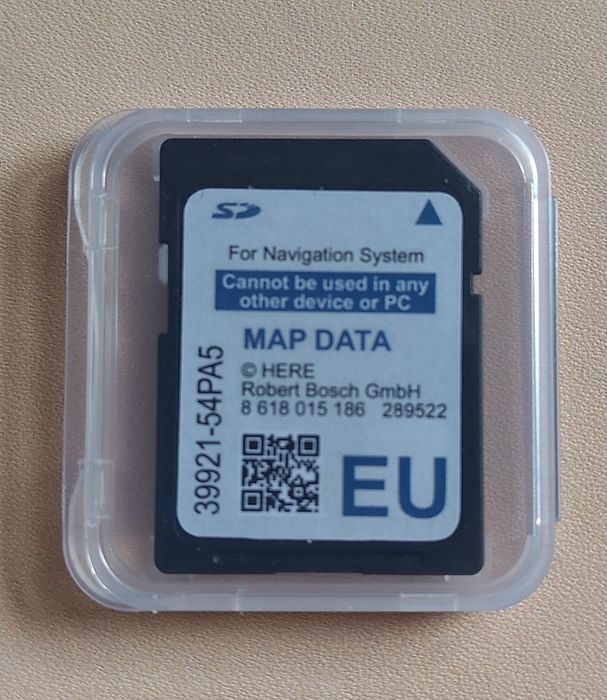 SD
For Navigation System
Cannot be used in any
other device or PC
MAP DATA
© HERE
Robert Bosch GmbH
8 618 015 186 289522
39921-54PA5
EU